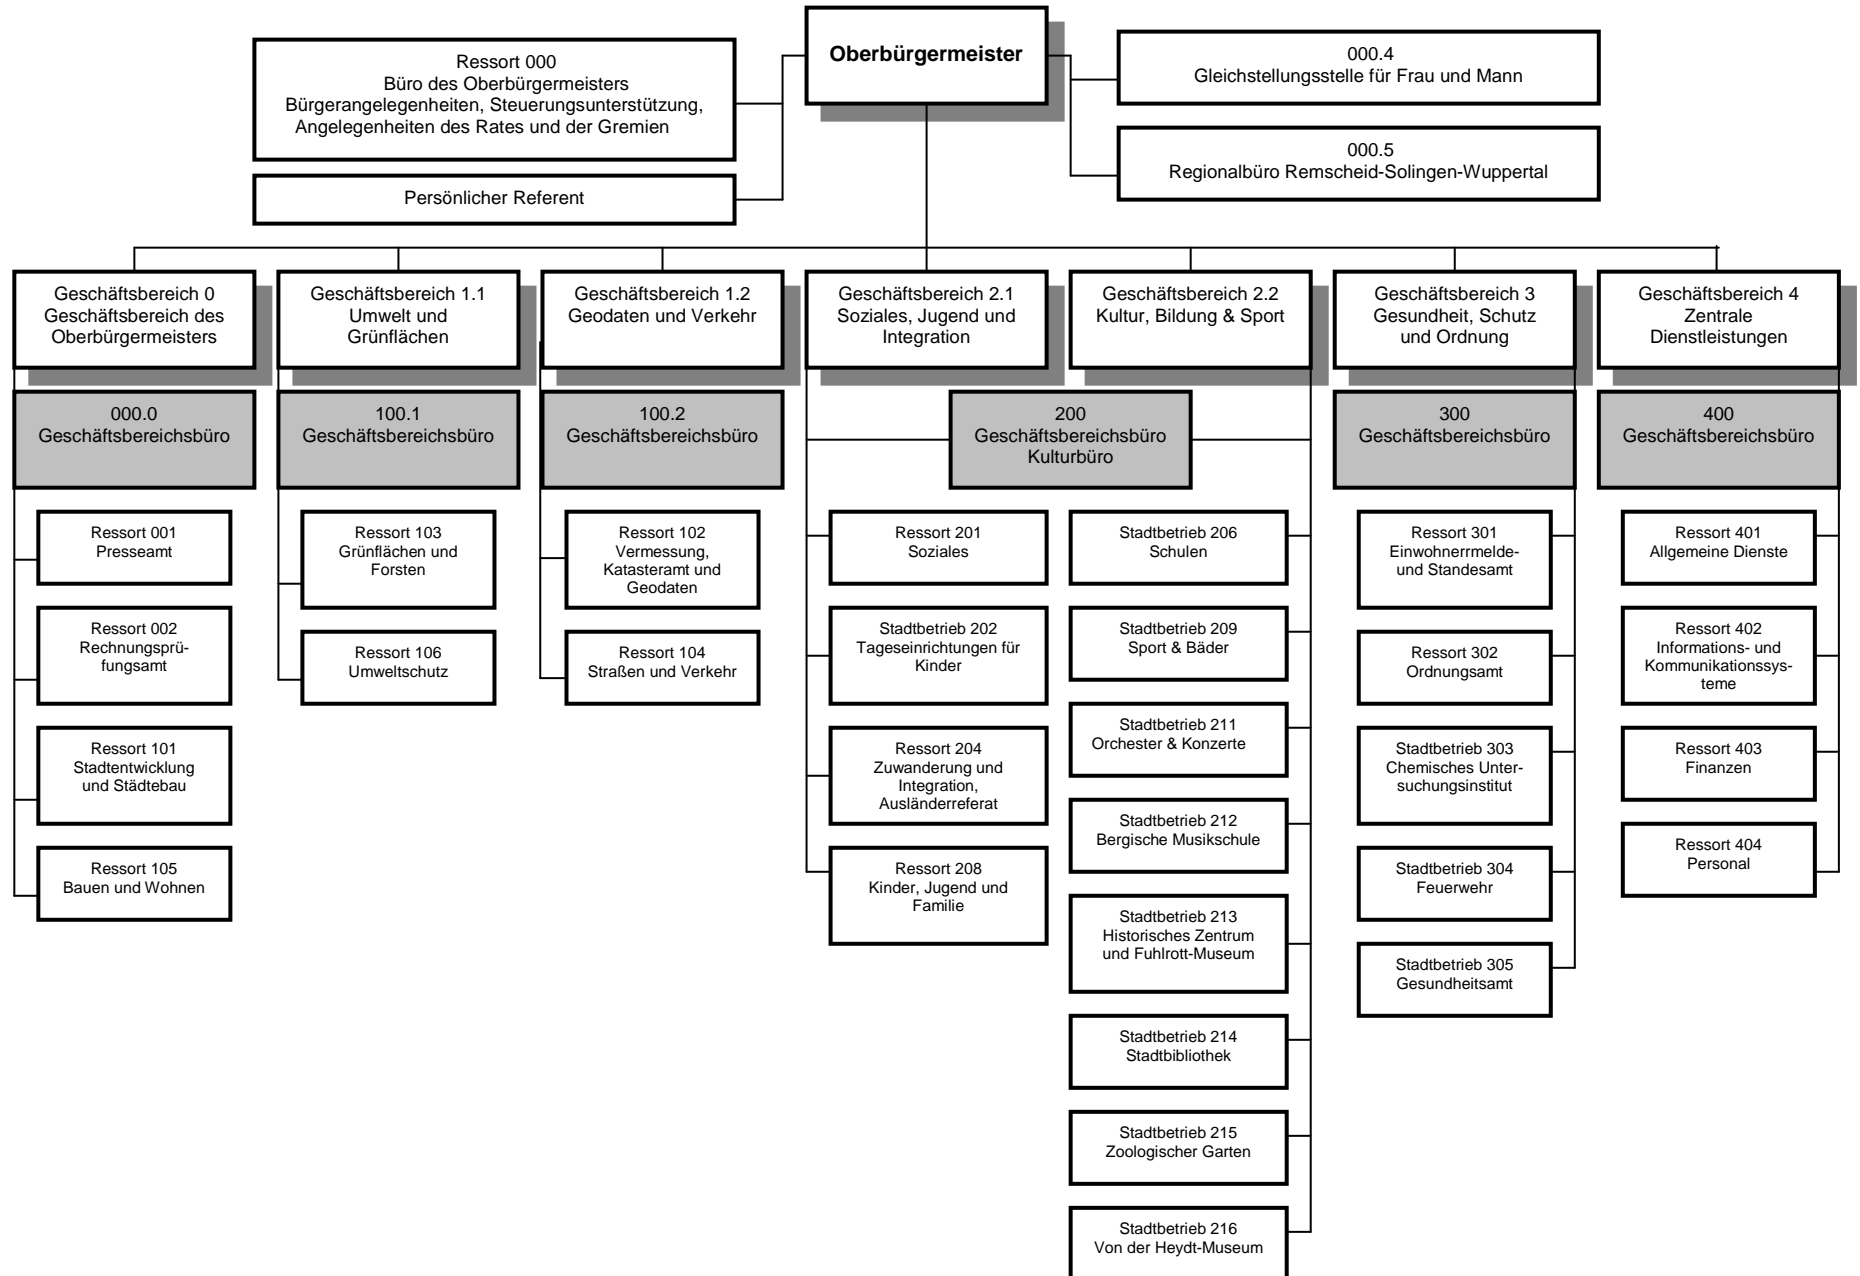 Oberbürgermeister
Ressort 000
Büro des Oberbürgermeisters
Bürgerangelegenheiten, Steuerungsunterstützung,
Angelegenheiten des Rates und der Gremien
Persönlicher Referent
000.4
Gleichstellungsstelle für Frau und Mann
000.5
Regionalbüro Remscheid-Solingen-Wuppertal
Geschäftsbereich 0
Geschäftsbereich des
Oberbürgermeisters
Geschäftsbereich 1.1
Umwelt und
Grünflächen
Geschäftsbereich 1.2
Geodaten und Verkehr
Geschäftsbereich 2.1
Soziales, Jugend und
Integration
Geschäftsbereich 2.2
Kultur, Bildung & Sport
Geschäftsbereich 3
Gesundheit, Schutz
und Ordnung
Geschäftsbereich 4
Zentrale
Dienstleistungen
000.0
Geschäftsbereichsbüro
100.1
Geschäftsbereichsbüro
100.2
Geschäftsbereichsbüro
200
Geschäftsbereichsbüro
Kulturbüro
300
Geschäftsbereichsbüro
400
Geschäftsbereichsbüro
Ressort 001
Presseamt
Ressort 002
Rechnungsprü-
fungsamt
Ressort 101
Stadtentwicklung
und Städtebau
Ressort 105
Bauen und Wohnen
Ressort 103
Grünflächen und
Forsten
Ressort 106
Umweltschutz
Ressort 102
Vermessung,
Katasteramt und
Geodaten
Ressort 104
Straßen und Verkehr
Ressort 201
Soziales
Stadtbetrieb 202
Tageseinrichtungen für
Kinder
Ressort 204
Zuwanderung und
Integration,
Ausländerreferat
Ressort 208
Kinder, Jugend und
Familie
Stadtbetrieb 206
Schulen
Stadtbetrieb 209
Sport & Bäder
Stadtbetrieb 211
Orchester & Konzerte
Stadtbetrieb 212
Bergische Musikschule
Stadtbetrieb 213
Historisches Zentrum
und Fuhlrott-Museum
Stadtbetrieb 214
Stadtbibliothek
Stadtbetrieb 215
Zoologischer Garten
Stadtbetrieb 216
Von der Heydt-Museum
Ressort 301
Einwohnerrmelde-
und Standesamt
Ressort 302
Ordnungsamt
Stadtbetrieb 303
Chemisches Unter-
suchungsinstitut
Stadtbetrieb 304
Feuerwehr
Stadtbetrieb 305
Gesundheitsamt
Ressort 401
Allgemeine Dienste
Ressort 402
Informations- und
Kommunikationssys-
teme
Ressort 403
Finanzen
Ressort 404
Personal